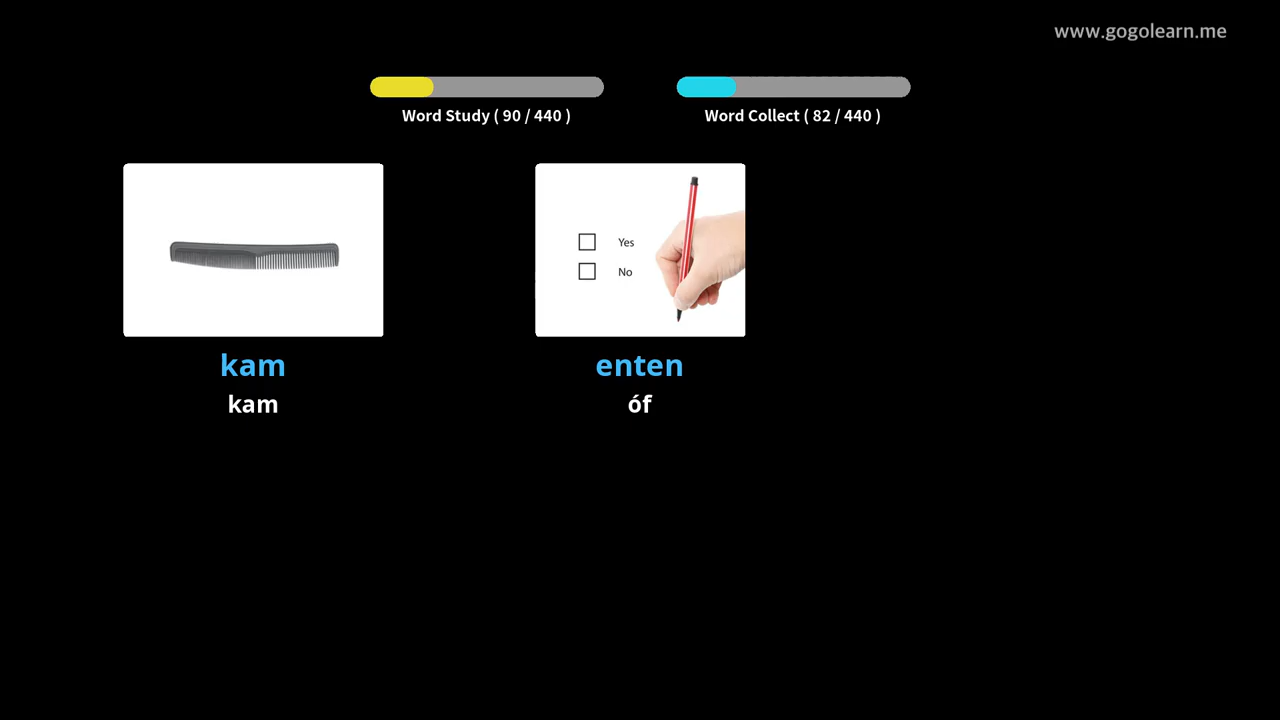 www.gogolearn.me
Word Study ( 90 / 440 )
Word Collect ( 82 / 440 )
Yes
No
kam
enten
kam
óf